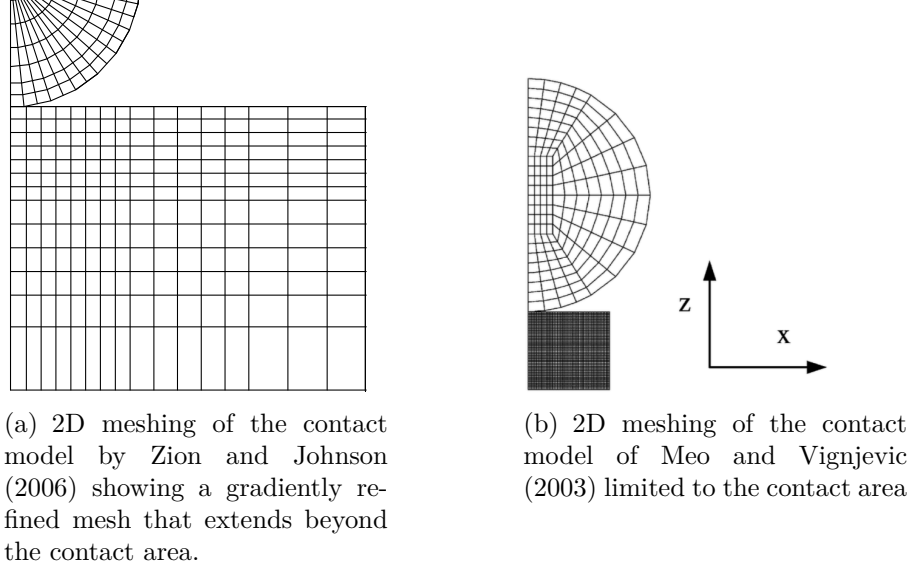 z
x
(a) 2D meshing of the contact
model by Zion and Johnson
(2006) showing a gradiently re-
fined mesh that extends beyond
the contact area.
(b) 2D meshing of the contact
model of Meo and Vignjevic
(2003) limited to the contact area